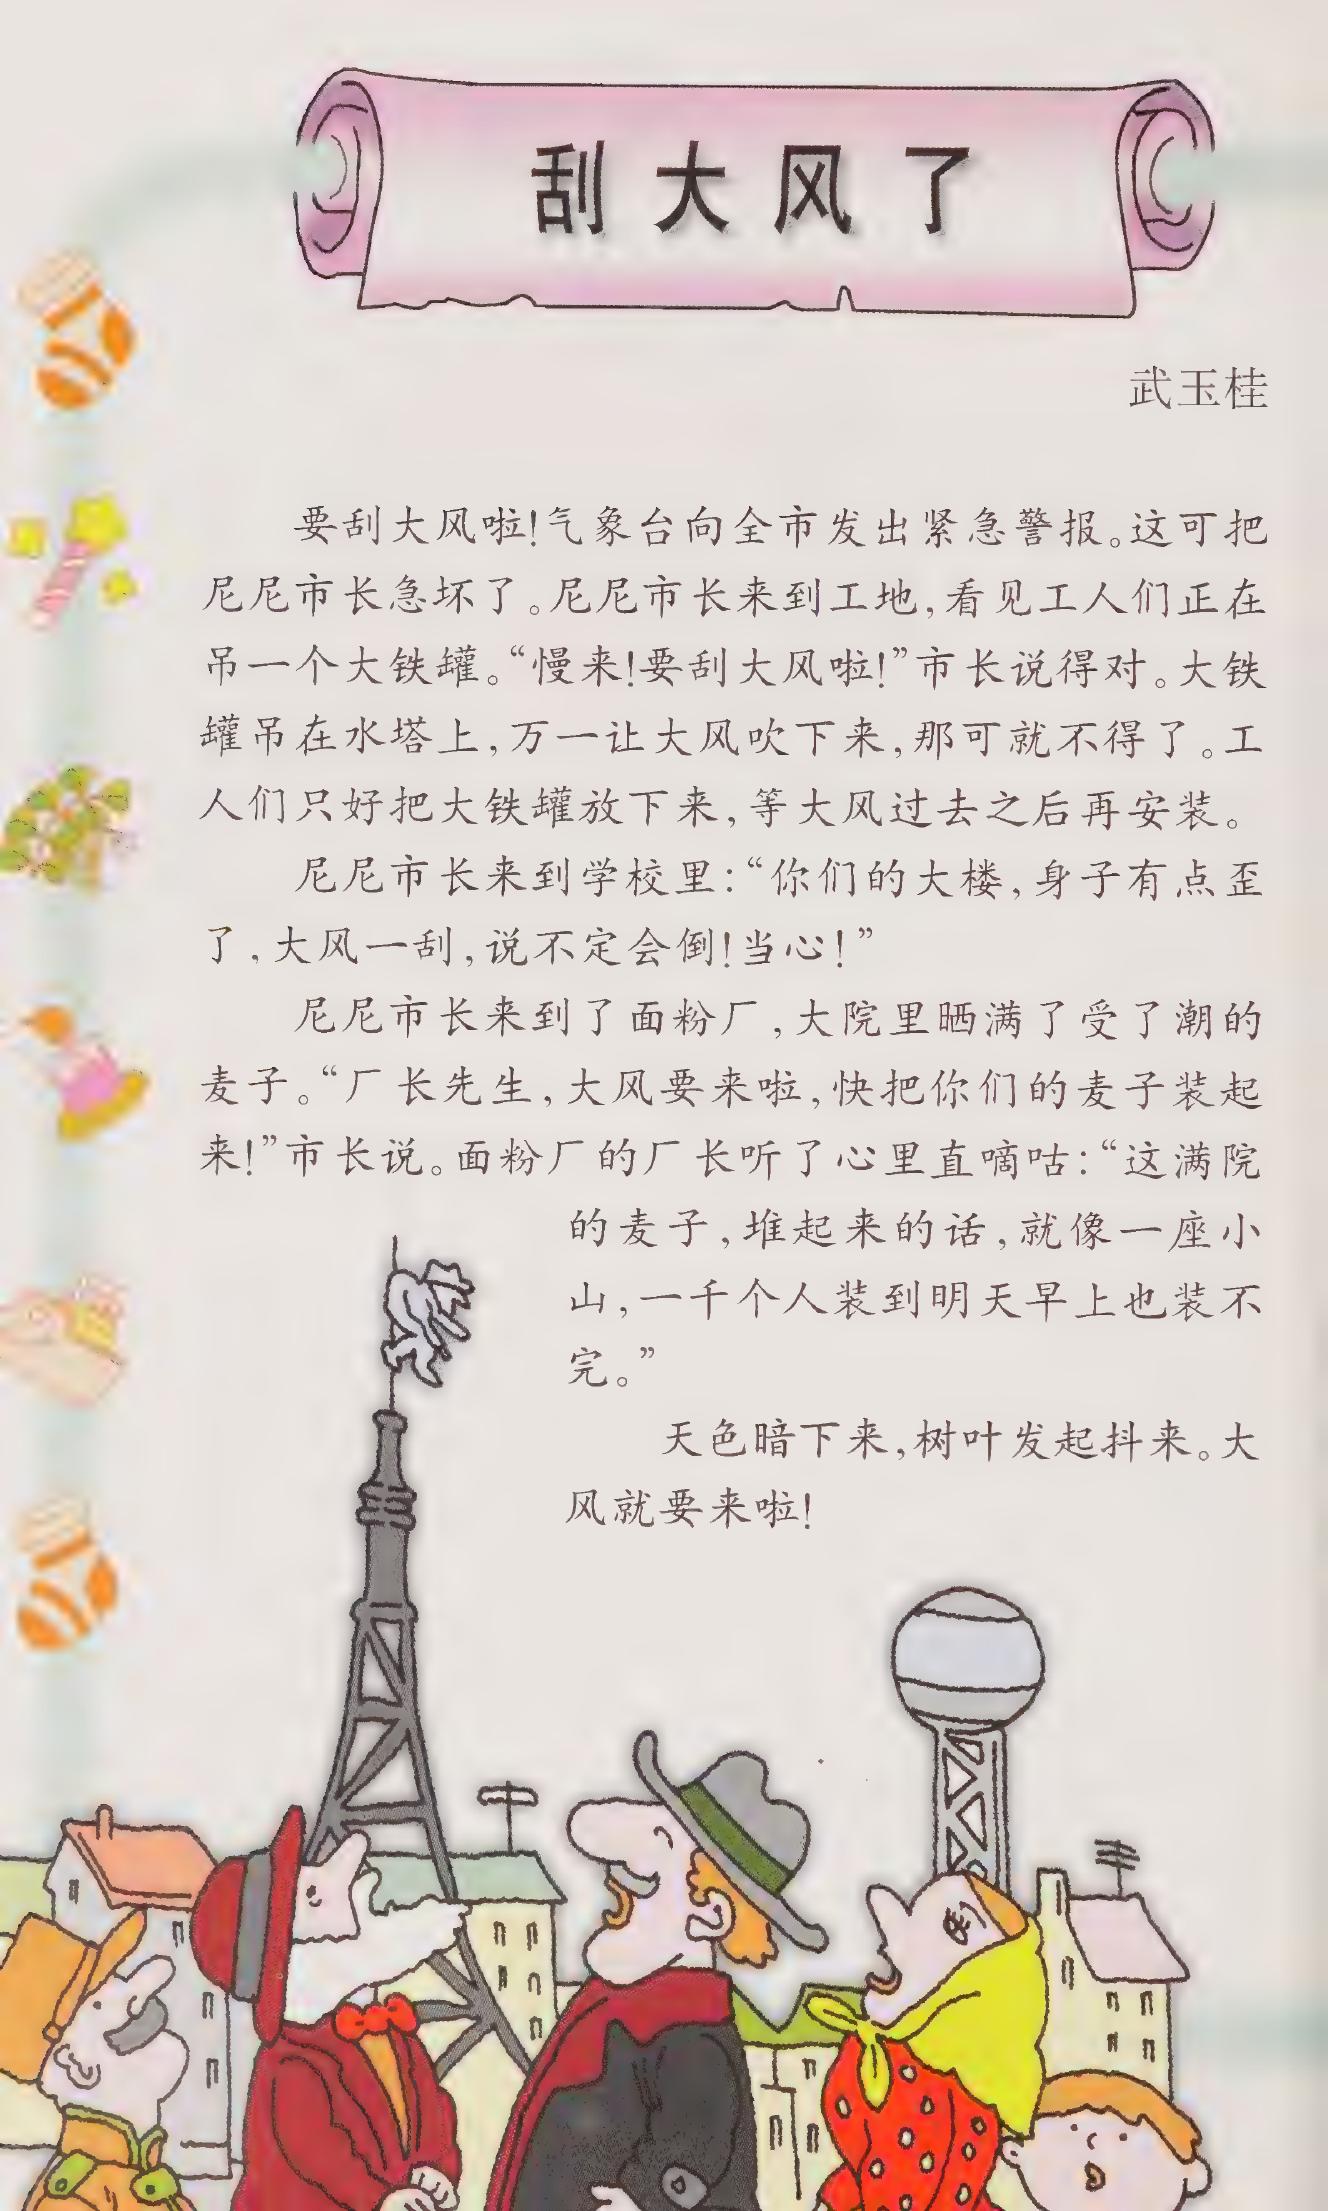 刮大风了
武玉桂
要刮大风啦!气象台向全市发出紧急警报。这可把
尼尼市长急坏了。尼尼市长来到工地,看见工人们正在
吊一个大铁罐。“慢来!要刮大风啦!”市长说得对。大铁
罐吊在水塔上,万一让大风吹下来,那可就不得了。工
人们只好把大铁罐放下来,等大风过去之后再安装。
尼尼市长来到学校里:“你们的大楼,身子有点歪
了,大风一刮,说不定会倒!当心!”
尼尼市长来到了面粉厂,大院里晒满了受了潮的
麦子。“厂长先生,大风要来啦,快把你们的麦子装起
来!”市长说。面粉厂的厂长听了心里直嘀咕:“这满院
的麦子,堆起来的话,就像一座小
山,一千个人装到明天早上也装不
完。”
天色暗下来,树叶发起抖来。大
风就要来啦!